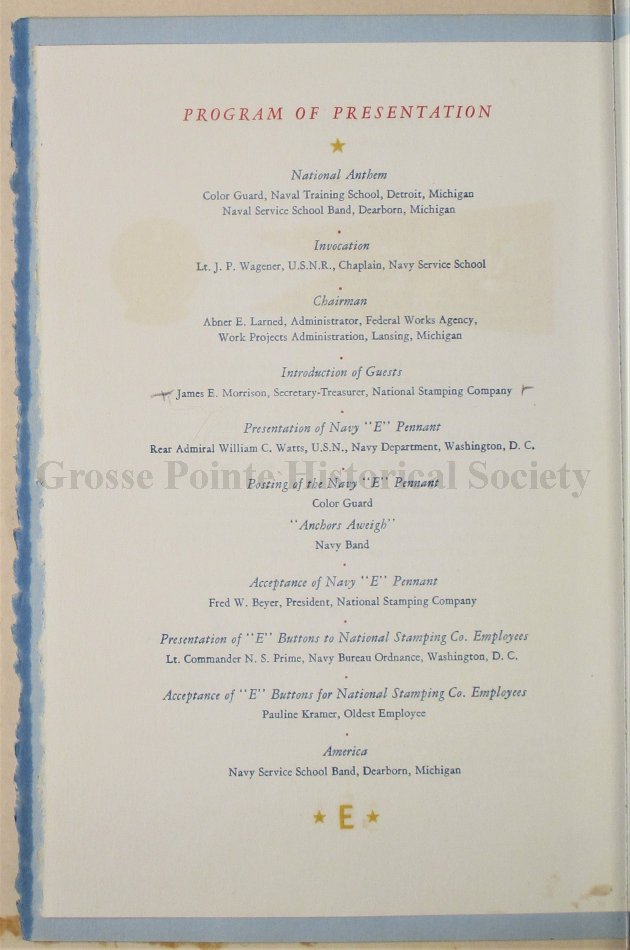 PROGRAM OF PRESENTATION
National Anthem
Color Guard, Naval Training School, Detroit, Michigan
Naval Service School Band, Dearborn, Michigan
Invocation
Lt. J. P. Wagener, U.S.N.R., Chaplain, Navy Service School
Chairman
Abner E. Larned, Administrator, Federal Works Agency,
Work Projects Administration, Lansing, Michigan
Introduction of Guests
James E. Morrison, Secretary-Treasurer, National Stamping Company
Presentation of Navy "E" Pennant
Rear Admiral William C. Watts, U.S.N., Navy Department, Washington, D. C.
Grosse Pointe Historical Society
Posting of the Navy "E" Pennant
Color Guard
"Anchors Aweigh"
Navy Band
Acceptance of Navy "E" Pennant
Fred W. Beyer, President, National Stamping Company
Presentation of "E" Buttons to National Stamping Co. Employees
Lt. Commander N. S. Prime, Navy Bureau Ordnance, Washington, D. C.
Acceptance of "E" Buttons for National Stamping Co. Employees
Pauline Kramer, Oldest Employee
America
Navy Service School Band, Dearborn, Michigan
★ E ★